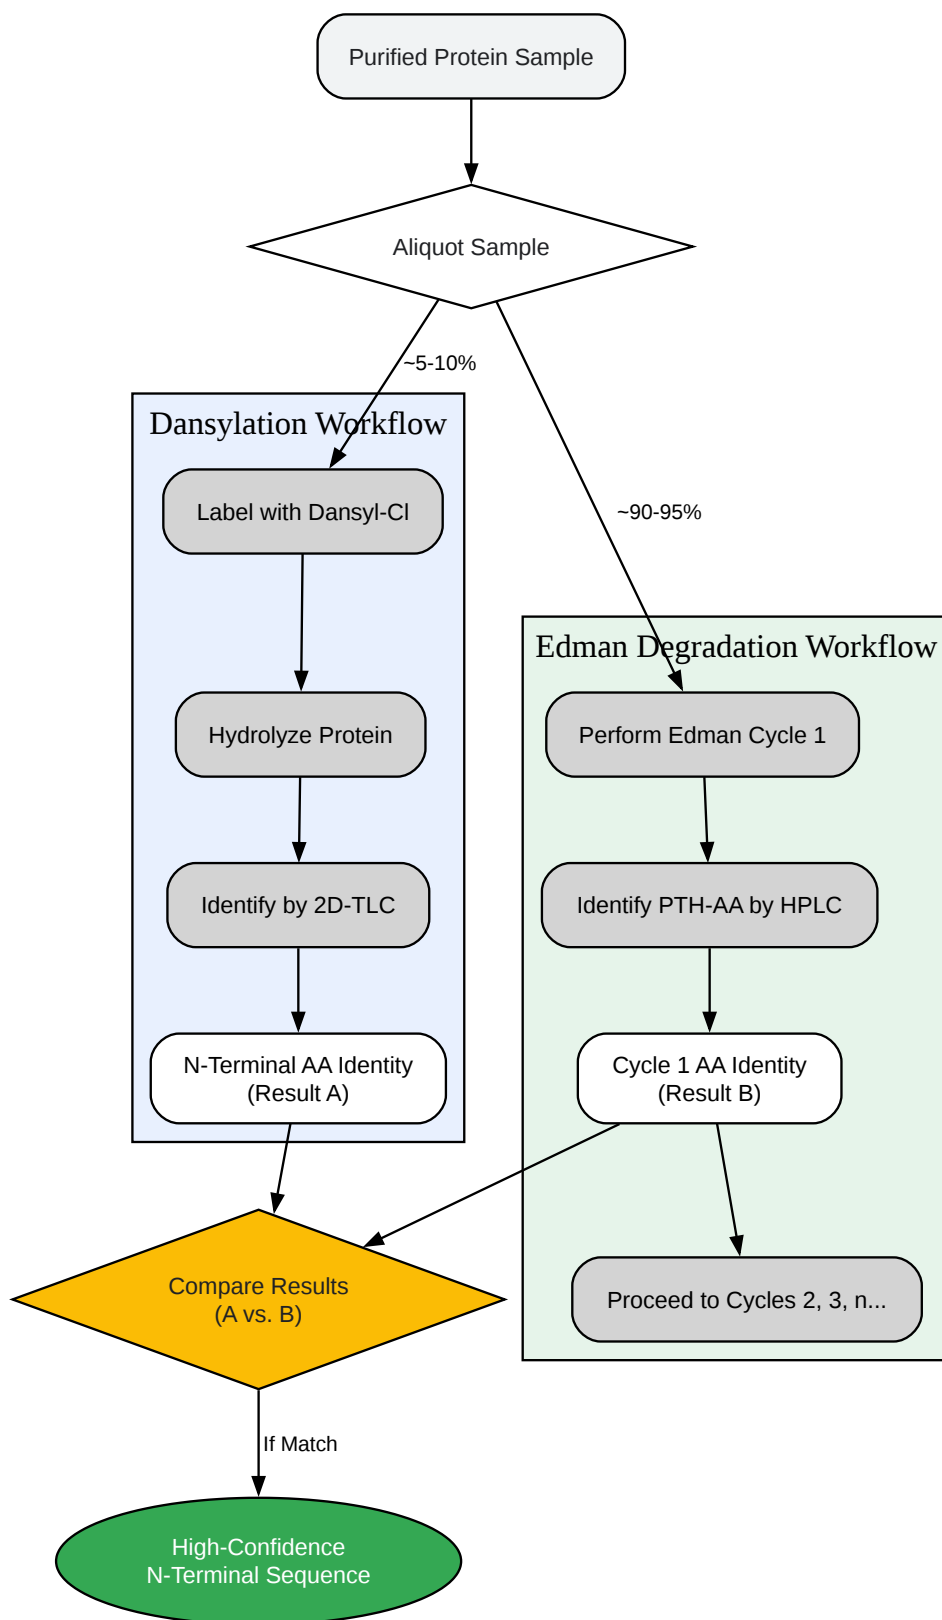 Purified Protein Sample
Aliquot Sample
~5-10%
Dansylation Workflow
Label with Dansyl-Cl
~90-95%
Edman Degradation Workflow
Hydrolyze Protein
Perform Edman Cycle 1
Identify by 2D-TLC
Identify PTH-AA by HPLC
N-Terminal AA Identity
(Result A)
Cycle 1 AA Identity
(Result B)
Compare Results
(A vs. B)
Proceed to Cycles 2, 3, n...
If Match
High-Confidence
N-Terminal Sequence